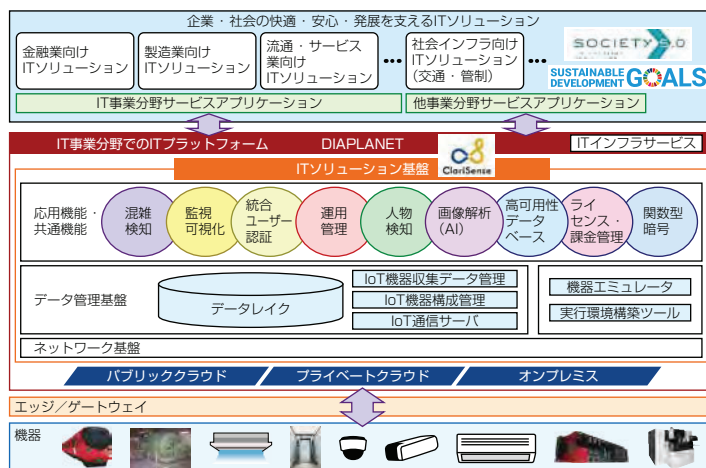 企業・社会の快適・安心・発展を支えるITソリューション
金融業向け
ITソリューション
製造業向け
ITソリューション
流通・サービス
業向け
ITソリューション
•••
社会インフラ向け
ITソリューション
(交通・管制)
•••
SOCIETY 5.0
SUSTAINABLE
DEVELOPMENT
GOALS
IT事業分野サービスアプリケーション
他事業分野サービスアプリケーション
IT事業分野でのITプラットフォーム DIAPLANET
ClariSense
ITインフラサービス
ITソリューション基盤
応用機能・
共通機能
混雑
検知
監視
可視化
統合
ユーザー
認証
運用
管理
人物
検知
画像解析
(AI)
高可用性
データ
ベース
ライ
センス・
課金管理
関数型
暗号
データ管理基盤
データレイク
IoT機器収集データ管理
IoT機器構成管理
IoT通信サーバ
機器エミュレータ
実行環境構築ツール
ネットワーク基盤
パブリッククラウド
プライベートクラウド
オンプレミス
エッジ／ゲートウェイ
機器